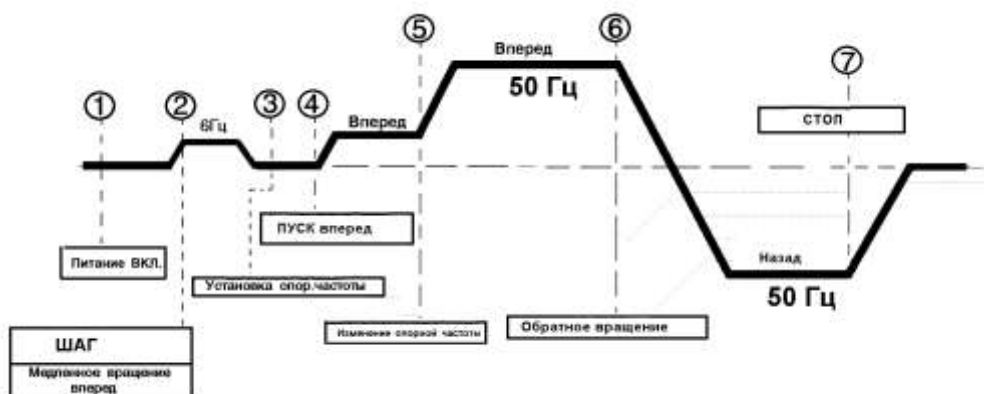 ① ② ③ ④ ⑤ ⑥ ⑦
6Гц
Вперед
Вперед
50 Гц
СТОП
ПУСК вперед
Питание ВКЛ.
Установка опор.частоты
Назад
50 Гц
Изменение опорной частоты
Обратное вращение
ШАГ
Медленное вращение
вперед